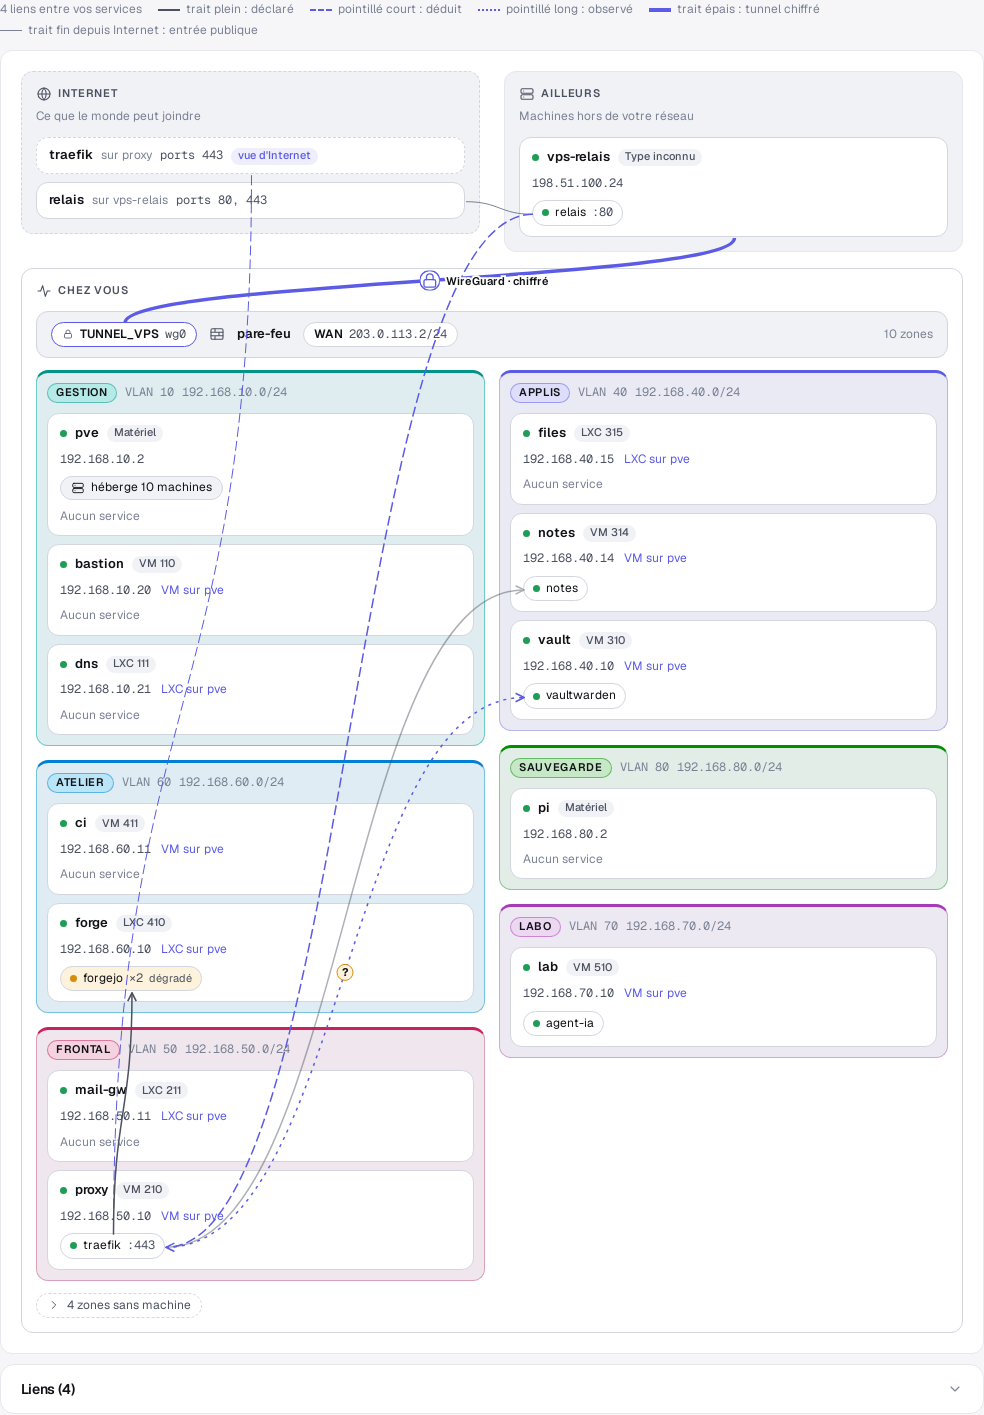 4 liens entre vos services trait plein : déclaré pointillé court : déduit pointillé long : observé trait épais : tunnel chiffré
trait fin depuis Internet : entrée publique
INTERNET
Ce que le monde peut joindre
traefik sur proxy ports 443 vue d'Internet
relais sur vps-relais ports 80, 443
AILLEURS
Machines hors de votre réseau
vps-relais Type inconnu
198.51.100.24
relais :80
WireGuard · chiffré
CHEZ VOUS
TUNNEL_VPS wg0 pare-feu WAN 203.0.113.2/24 10 zones
GESTION VLAN 10 192.168.10.0/24
pve Matériel
192.168.10.2
héberge 10 machines
Aucun service
bastion VM 110
192.168.10.20 VM sur pve
Aucun service
dns LXC 111
192.168.10.21 LXC sur pve
Aucun service
ATELIER VLAN 60 192.168.60.0/24
ci VM 411
192.168.60.11 VM sur pve
Aucun service
forge LXC 410
192.168.60.10 LXC sur pve
forgejo ×2 dégradé
?
FRONTAL VLAN 50 192.168.50.0/24
mail-gw LXC 211
192.168.50.11 LXC sur pve
Aucun service
proxy VM 210
192.168.50.10 VM sur pve
traefik :443
4 zones sans machine
APPLIS VLAN 40 192.168.40.0/24
files LXC 315
192.168.40.15 LXC sur pve
Aucun service
notes VM 314
192.168.40.14 VM sur pve
notes
vault VM 310
192.168.40.10 VM sur pve
vaultwarden
SAUVEGARDE VLAN 80 192.168.80.0/24
pi Matériel
192.168.80.2
Aucun service
LABO VLAN 70 192.168.70.0/24
lab VM 510
192.168.70.10 VM sur pve
agent-ia
Liens (4)